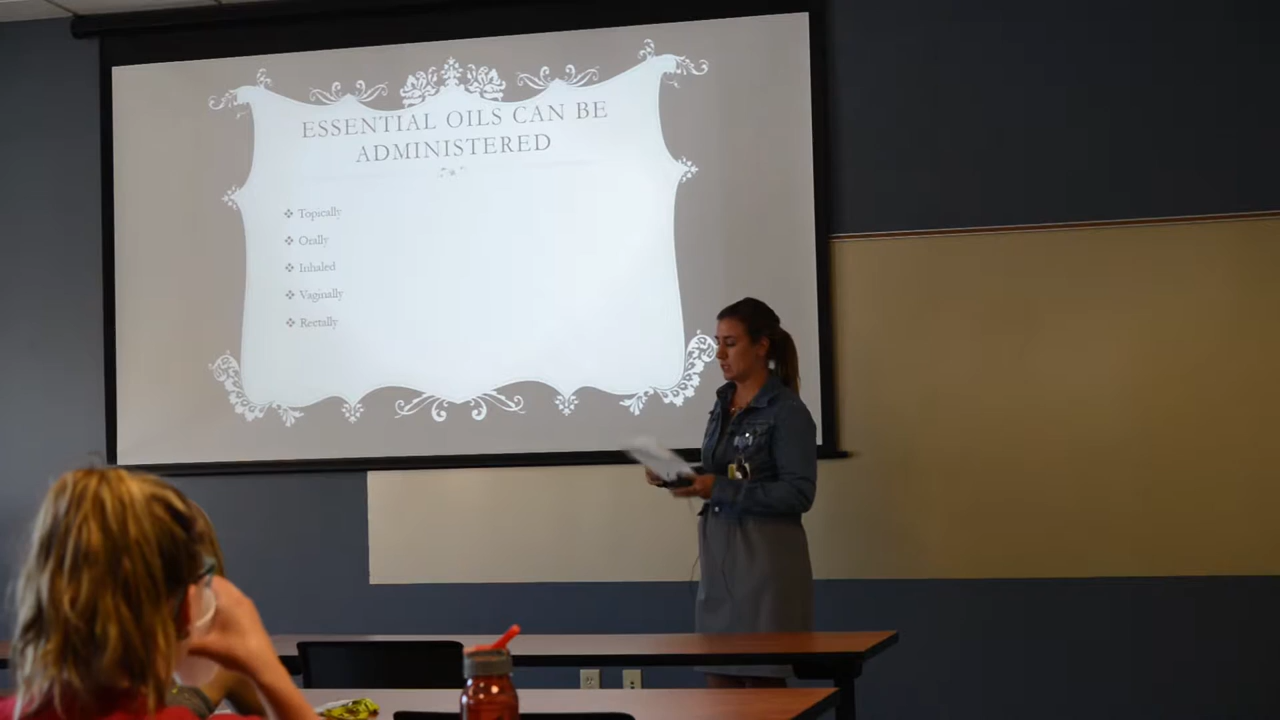 ESSENTIAL OILS CAN BE
ADMINISTERED
❖ Topically
❖ Orally
❖ Inhaled
❖ Vaginally
❖ Rectally